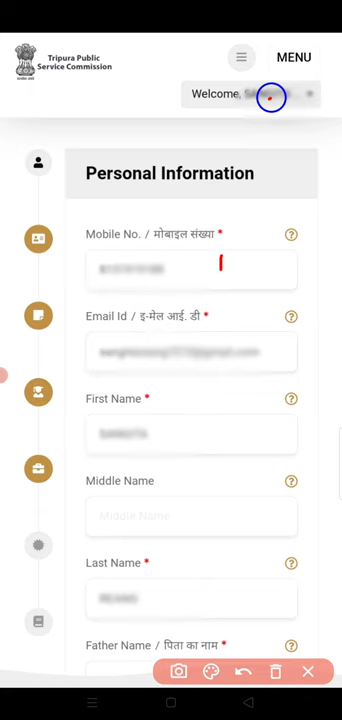 Tripura Public
Service Commission
MENU
Welcome,
Personal Information
Mobile No. / मोबाइल संख्या *
Email Id / इ-मेल आई. डी *
First Name *
Middle Name
Middle Name
Last Name *
Father Name / पिता का नाम *